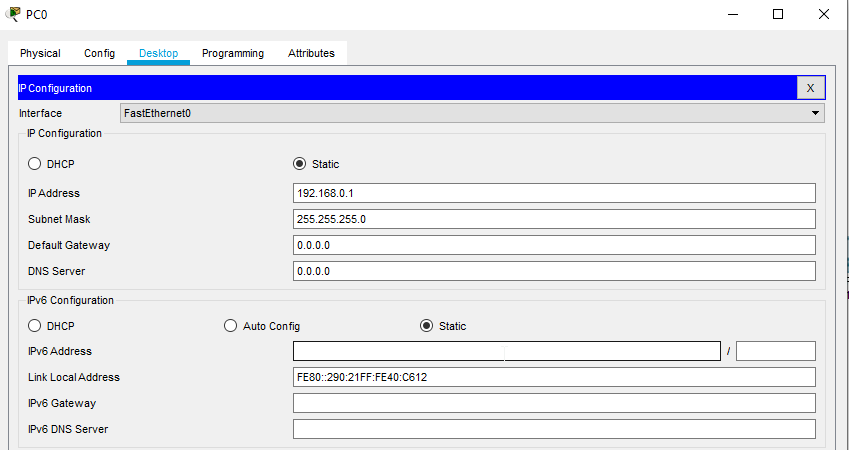 PC0
Physical Config Desktop Programming Attributes
IP Configuration X
Interface FastEthernet0
IP Configuration
DHCP Static
IP Address 192.168.0.1
Subnet Mask 255.255.255.0
Default Gateway 0.0.0.0
DNS Server 0.0.0.0
IPv6 Configuration
DHCP Auto Config Static
IPv6 Address /
Link Local Address FE80::290:21FF:FE40:C612
IPv6 Gateway
IPv6 DNS Server